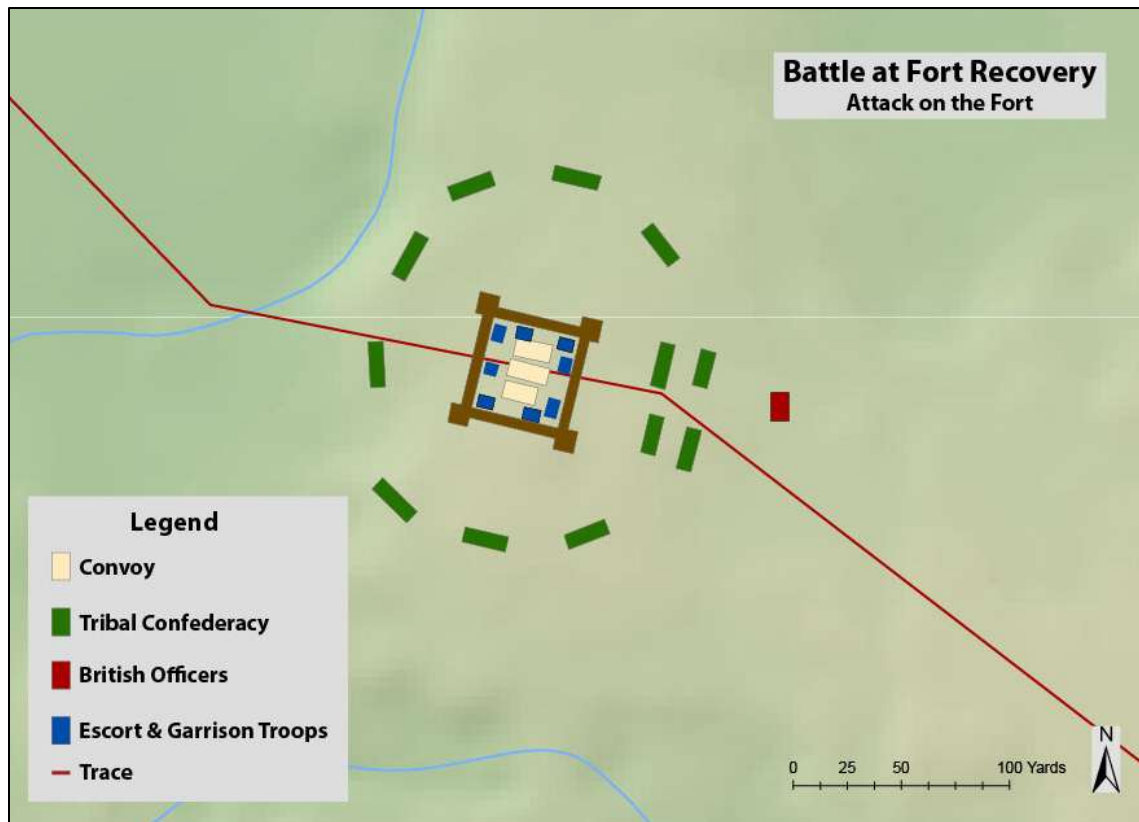 Battle at Fort Recovery
Attack on the Fort
Legend
Convoy
Tribal Confederacy
British Officers
Escort & Garrison Troops
Trace
N
0 25 50 100 Yards